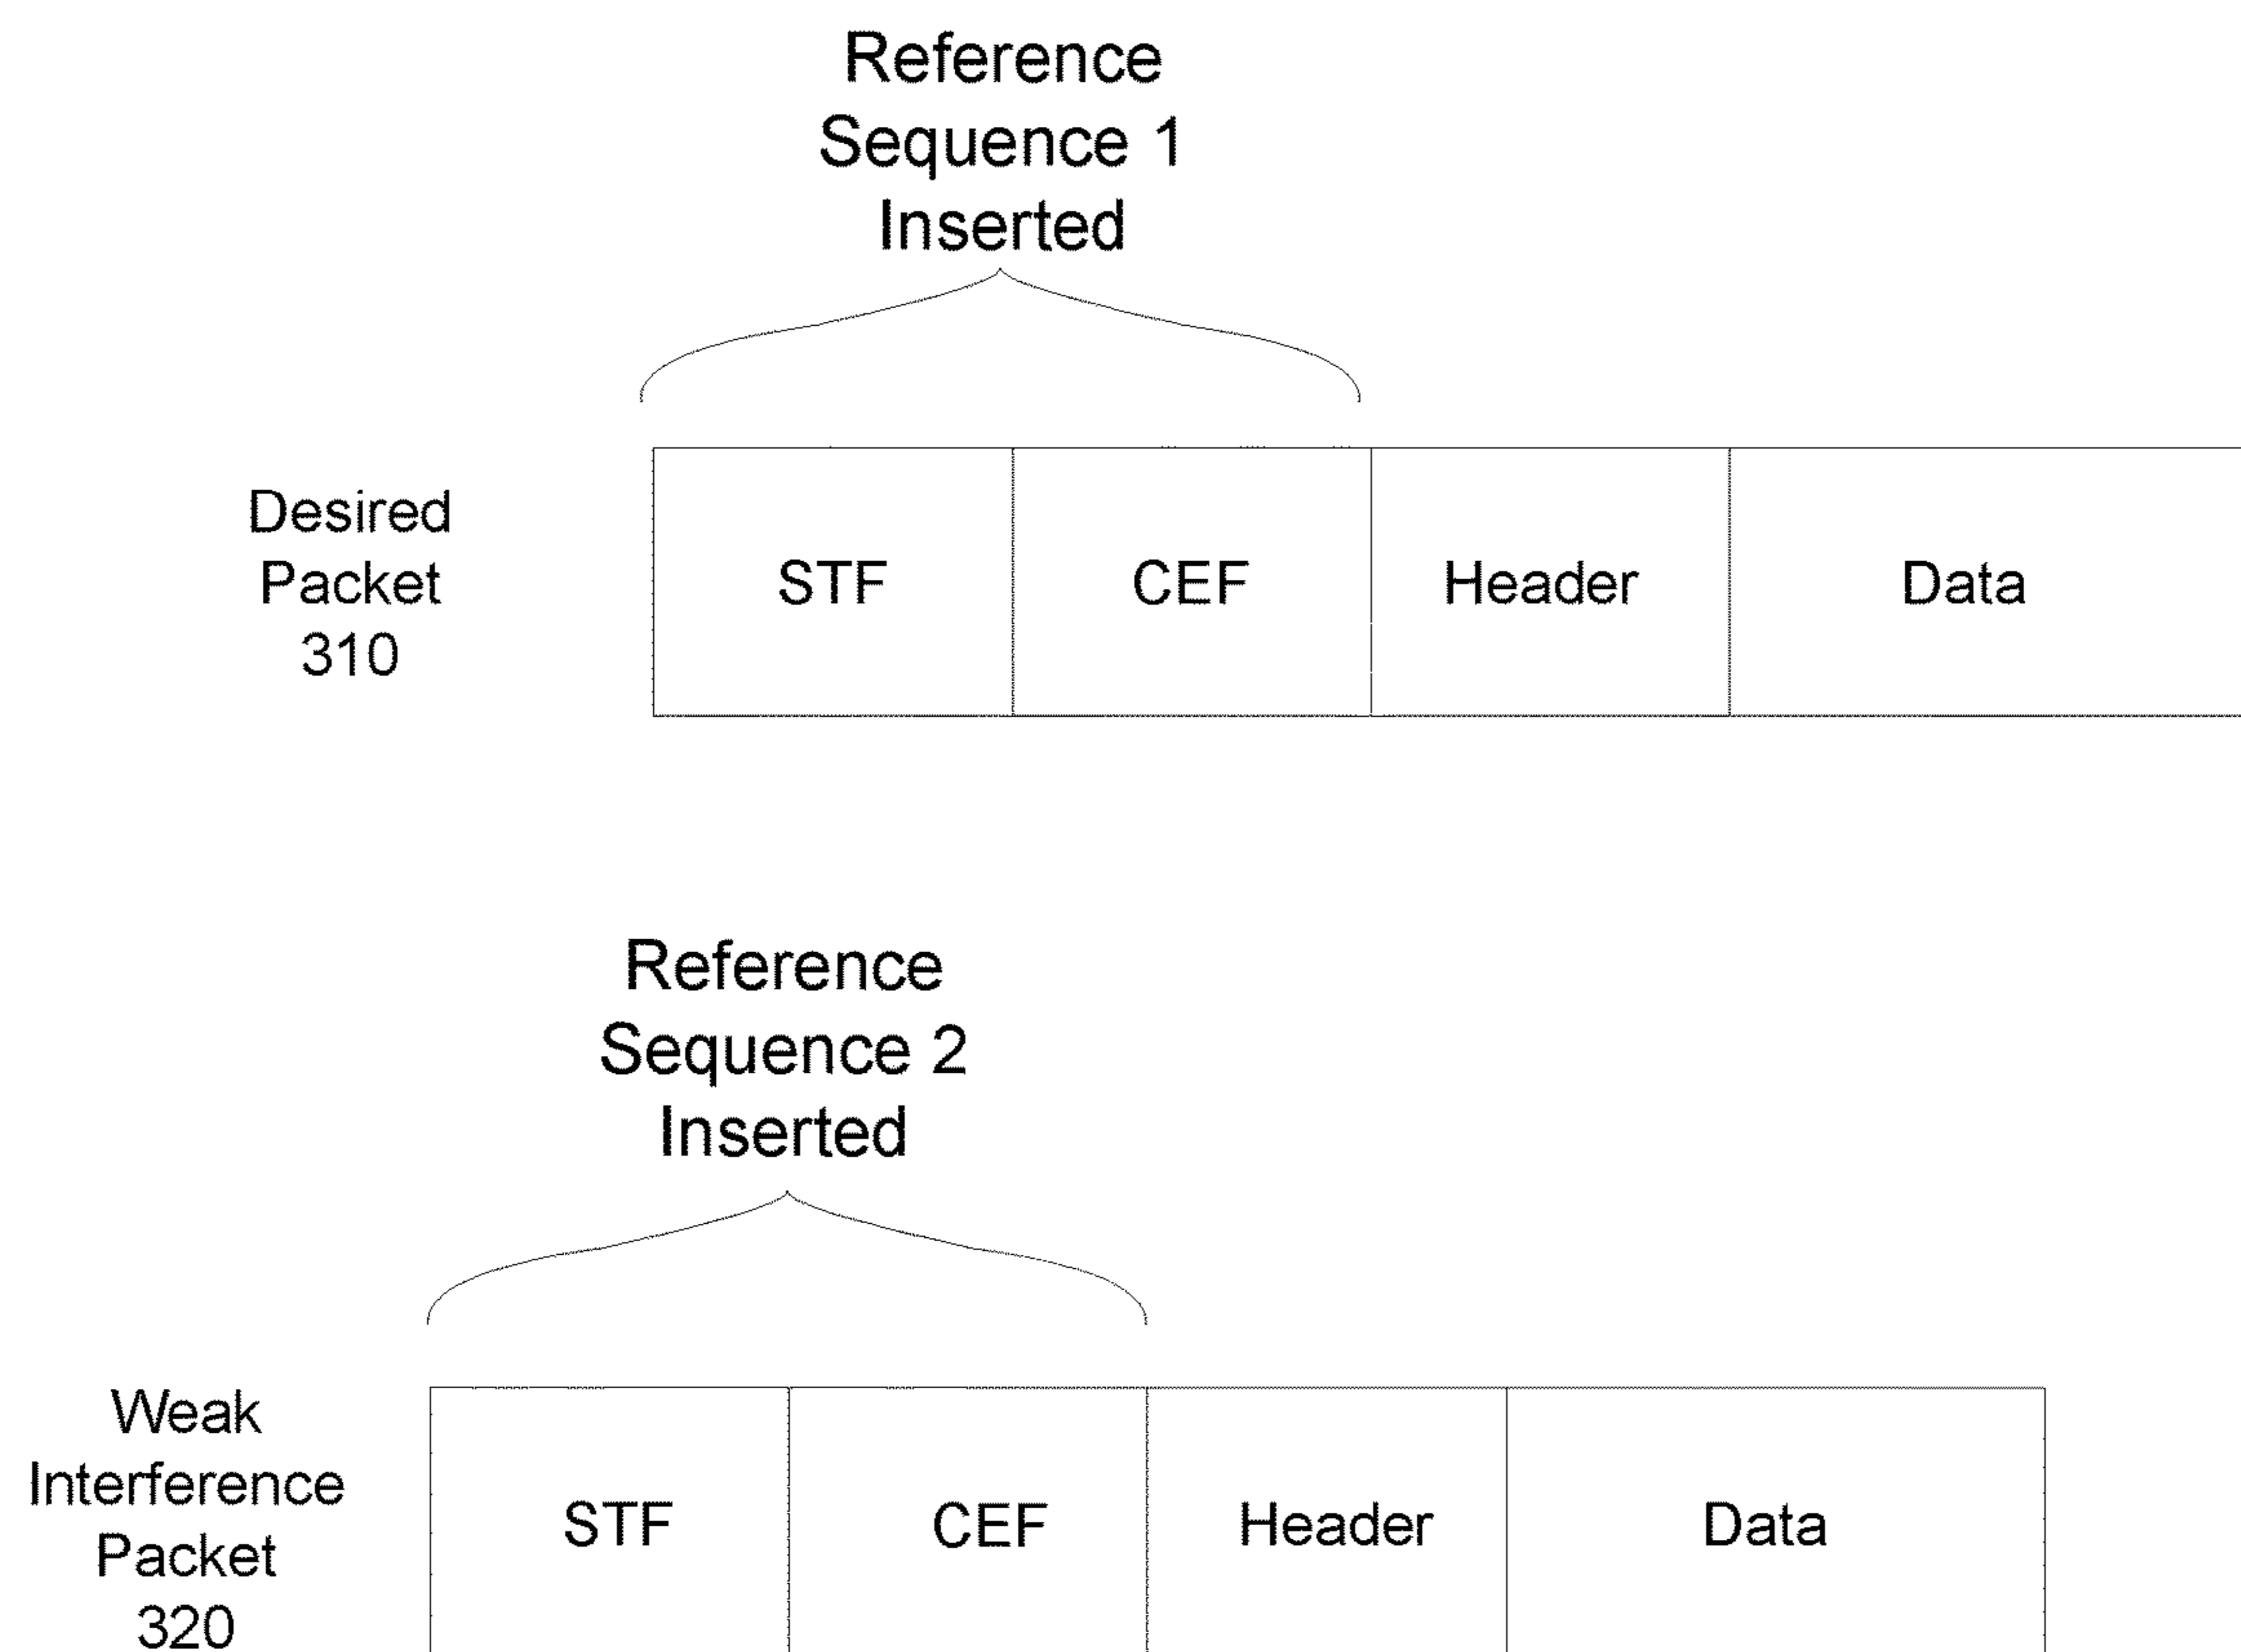 Reference
Sequence 1
Inserted
Desired
Packet
310
STF
CEF
Header
Data
Reference
Sequence 2
Inserted
Weak
Interference
Packet
320
STF
CEF
Header
Data